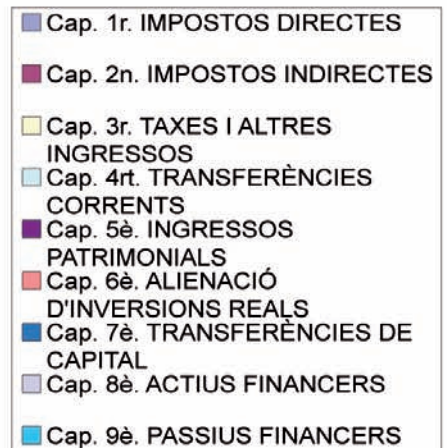 Cap. 1r. IMPOSTOS DIRECTES
Cap. 2n. IMPOSTOS INDIRECTES
Cap. 3r. TAXES I ALTRES
INGRESSOS
Cap. 4rt. TRANSFERÈNCIES
CORRENTS
Cap. 5è. INGRESSOS
PATRIMONIALS
Cap. 6è. ALIENACIÓ
D'INVERSIONS REALS
Cap. 7è. TRANSFERÈNCIES DE
CAPITAL
Cap. 8è. ACTIUS FINANCERS
Cap. 9è. PASSIUS FINANCERS